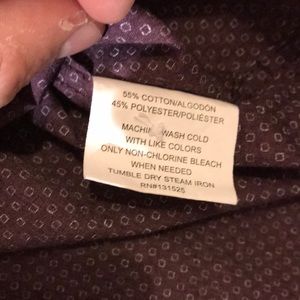 55% COTTON/ALGODÓN
45% POLYESTER/POLIÉSTER
MACHINE WASH COLD
WITH LIKE COLORS
ONLY NON-CHLORINE BLEACH
WHEN NEEDED
TUMBLE DRY STEAM IRON
RN#131525